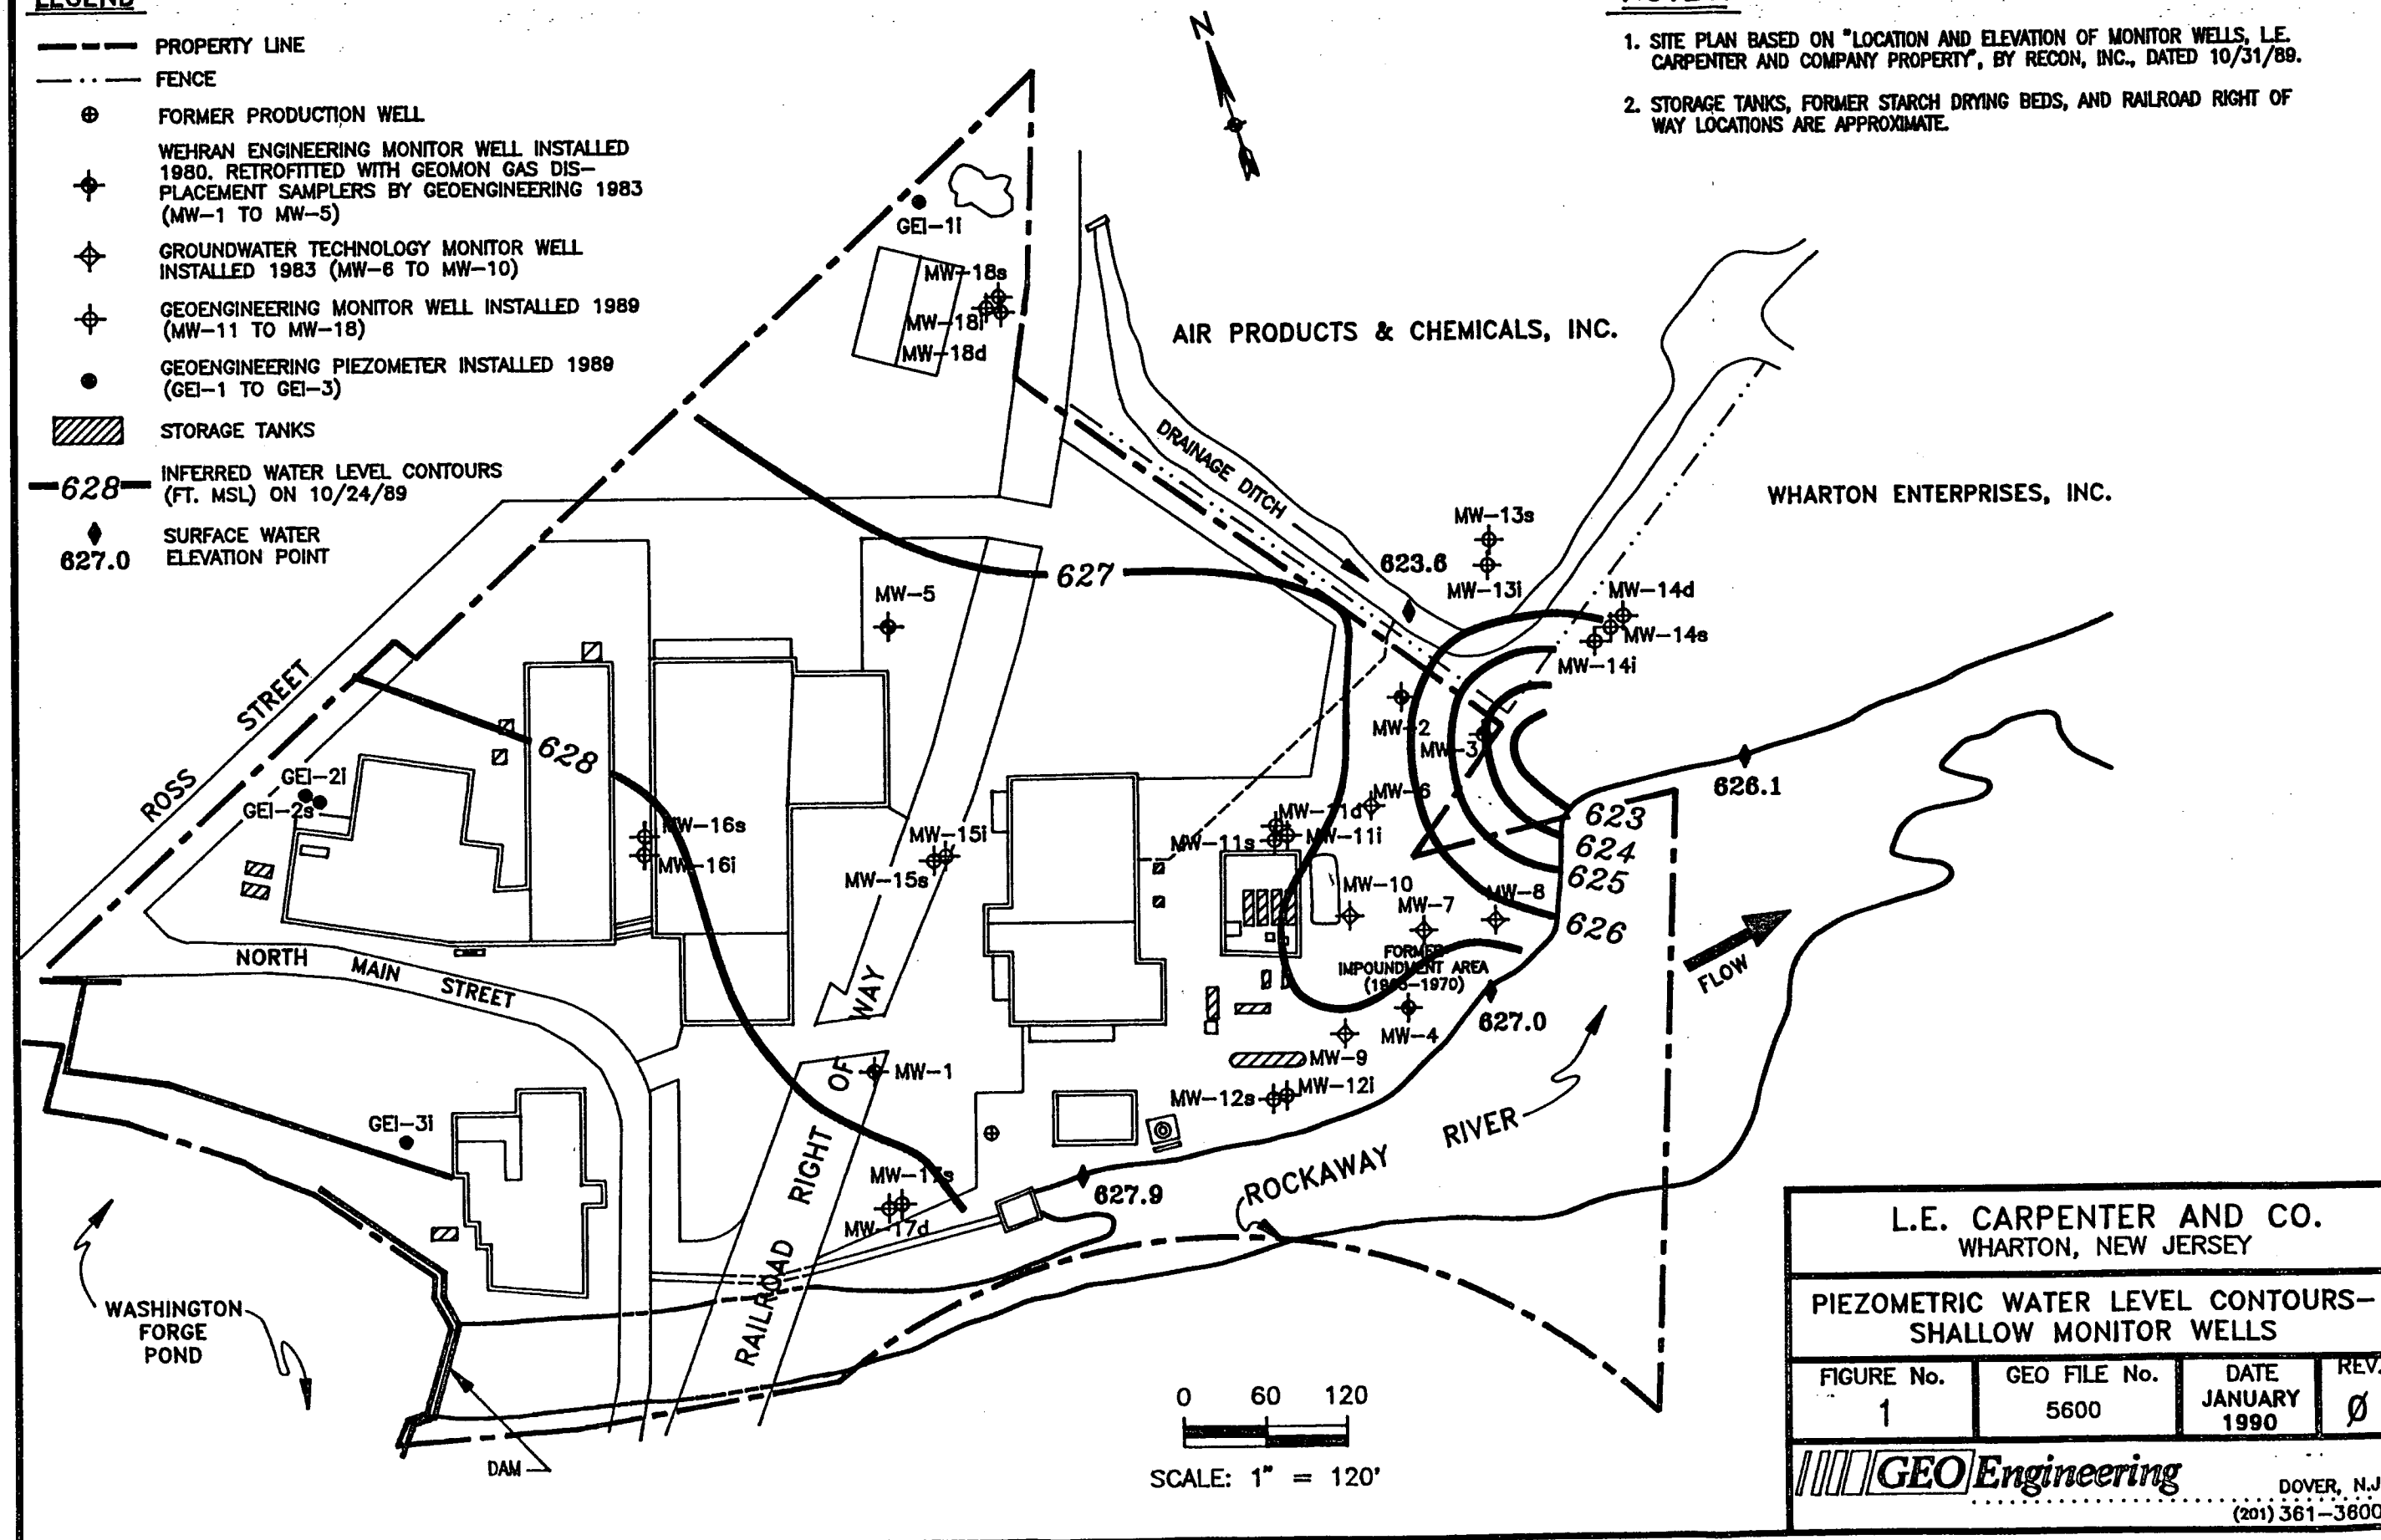 LEGEND
PROPERTY LINE
FENCE
FORMER PRODUCTION WELL
WEHRAN ENGINEERING MONITOR WELL INSTALLED
1980. RETROFITTED WITH GEOMON GAS DIS-
PLACEMENT SAMPLERS BY GEOENGINEERING 1983
(MW-1 TO MW-5)
GROUNDWATER TECHNOLOGY MONITOR WELL
INSTALLED 1983 (MW-6 TO MW-10)
GEOENGINEERING MONITOR WELL INSTALLED 1989
(MW-11 TO MW-18)
GEOENGINEERING PIEZOMETER INSTALLED 1989
(GEI-1 TO GEI-3)
STORAGE TANKS
628
INFERRED WATER LEVEL CONTOURS
(FT. MSL) ON 10/24/89
627.0
SURFACE WATER
ELEVATION POINT
N
1. SITE PLAN BASED ON "LOCATION AND ELEVATION OF MONITOR WELLS, L.E.
CARPENTER AND COMPANY PROPERTY", BY RECON, INC., DATED 10/31/89.
2. STORAGE TANKS, FORMER STARCH DRYING BEDS, AND RAILROAD RIGHT OF
WAY LOCATIONS ARE APPROXIMATE.
GEI-1i
MW-18s
MW-18i
MW-18d
AIR PRODUCTS & CHEMICALS, INC.
DRAINAGE DITCH
WHARTON ENTERPRISES, INC.
MW-13s
623.6
MW-13i
MW-14d
MW-14s
MW-14i
627
MW-5
ROSS STREET
628
MW-2
MW-3
626.1
GEI-2i
GEI-2s
MW-16s
MW-16i
MW-15i
MW-15s
MW-6
MW-11d
MW-11i
MW-11s
623
624
625
626
MW-10
MW-7
MW-8
FORMER
IMPOUNDMENT AREA
(1963-1970)
FLOW
NORTH MAIN STREET
627.0
MW-4
MW-9
MW-1
MW-12s
MW-12i
GEI-3i
RAILROAD RIGHT OF WAY
MW-17s
MW-17d
627.9
ROCKAWAY RIVER
WASHINGTON
FORGE
POND
DAM
0 60 120
SCALE: 1" = 120'
L.E. CARPENTER AND CO.
WHARTON, NEW JERSEY
PIEZOMETRIC WATER LEVEL CONTOURS-
SHALLOW MONITOR WELLS
FIGURE No.
1
GEO FILE No.
5600
DATE
JANUARY
1990
REV.
Ø
GEO Engineering
DOVER, N.J
(201) 361-3600